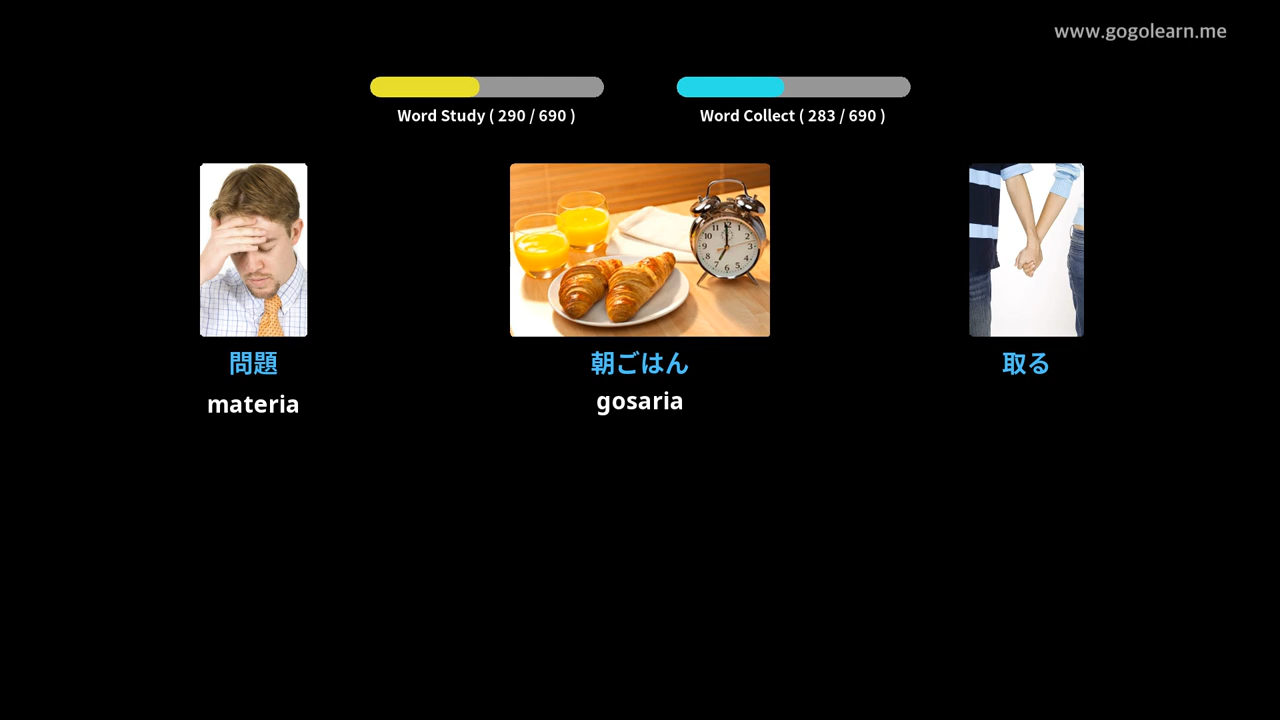 www.gogolearn.me
Word Study ( 290 / 690 )
Word Collect ( 283 / 690 )
問題
朝ごはん
取る
materia
gosaria